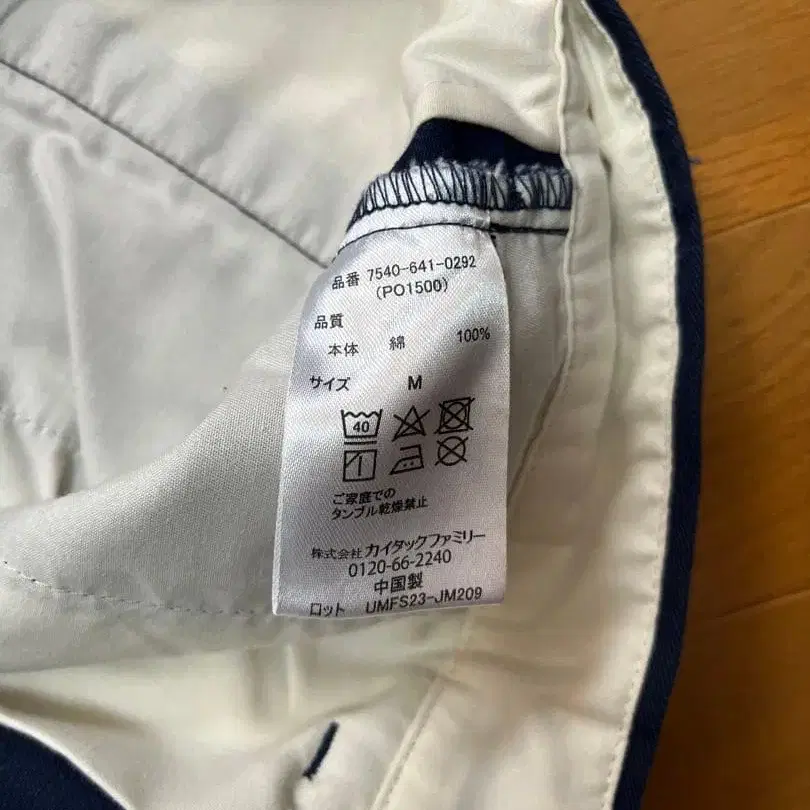 品番 7540-641-0292
(PO1500)
品質
本体 綿 100%
サイズ M
40
ご家庭での
タンブル乾燥禁止
株式会社カイタックファミリー
0120-66-2240
中国製
ロット UMFS23-JM209